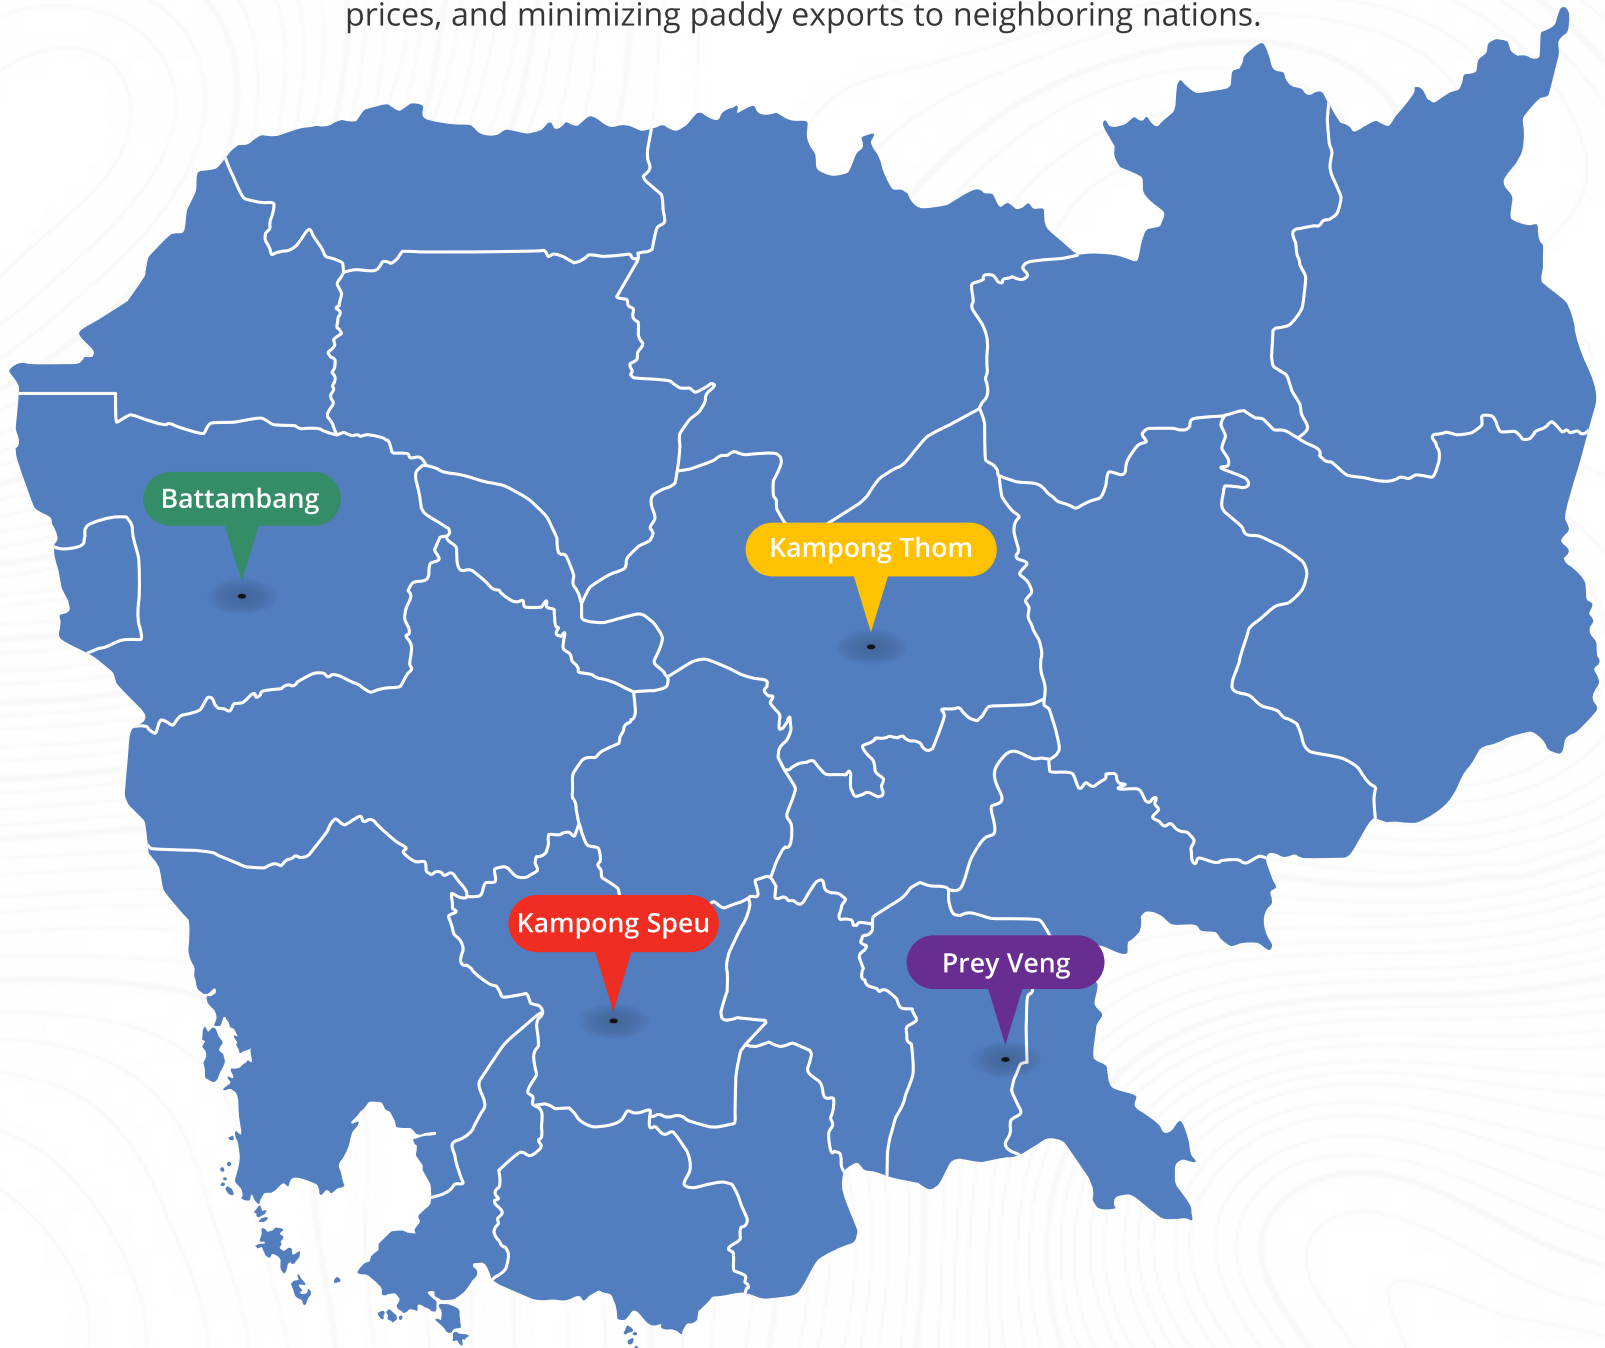 prices, and minimizing paddy exports to neighboring nations.
Battambang
Kampong Thom
Kampong Speu
Prey Veng